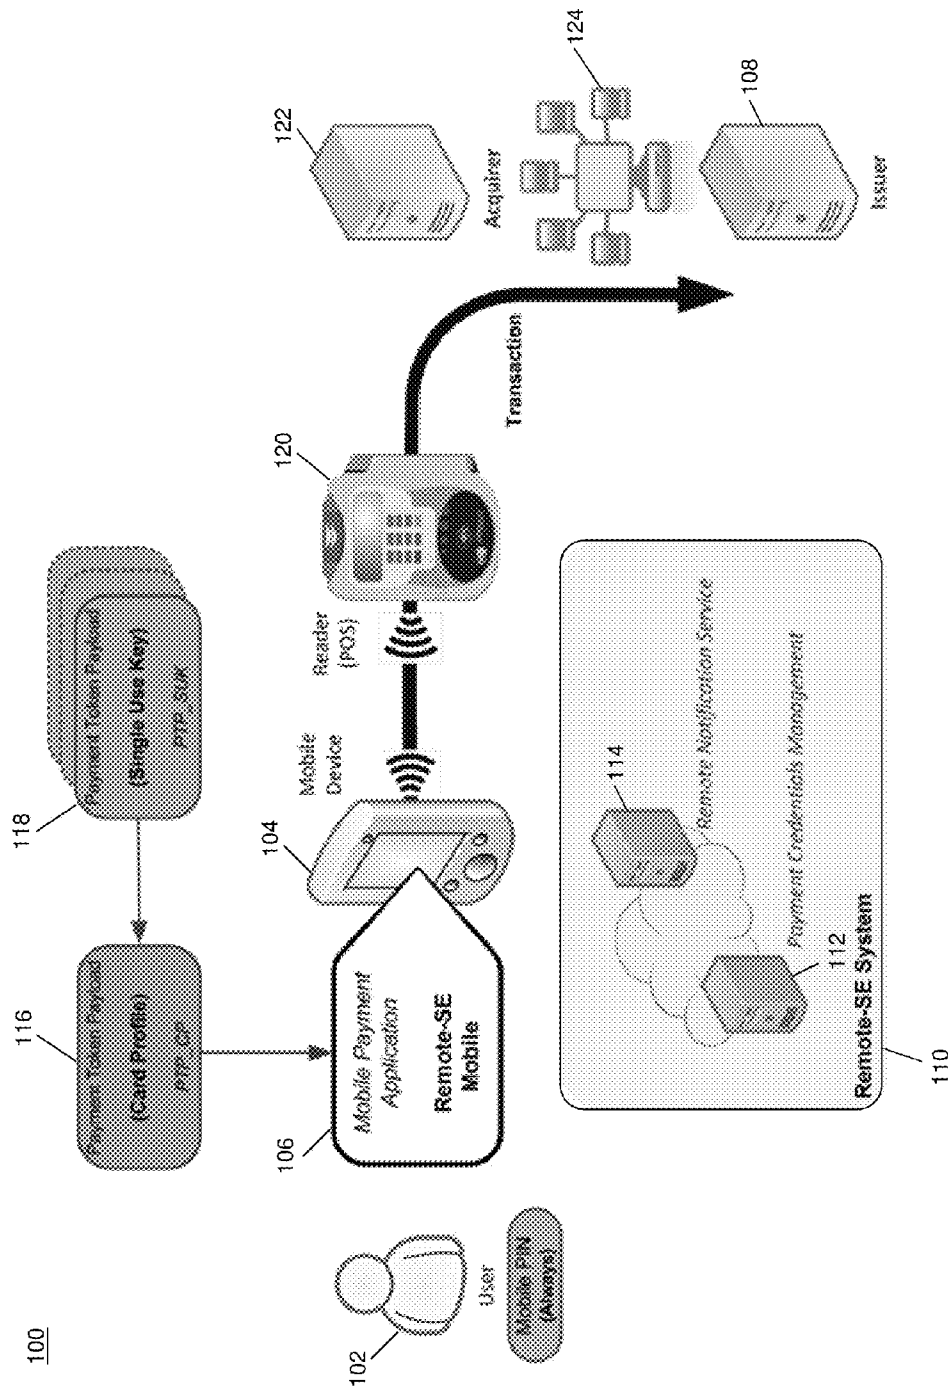 100
116
Payment Token Payload
(Card Profile)
PTP_CP
118
Payment Token Payload
(Single Use Key)
PTP_SUK
102
User
Mobile PIN
(Always)
106
Mobile Payment
Application
Remote-SE
Mobile
104
Mobile
Device
Reader
(POS)
120
Transaction
122
Acquirer
124
108
Issuer
114
Remote Notification Service
Payment Credentials Management
112
Remote-SE System
110